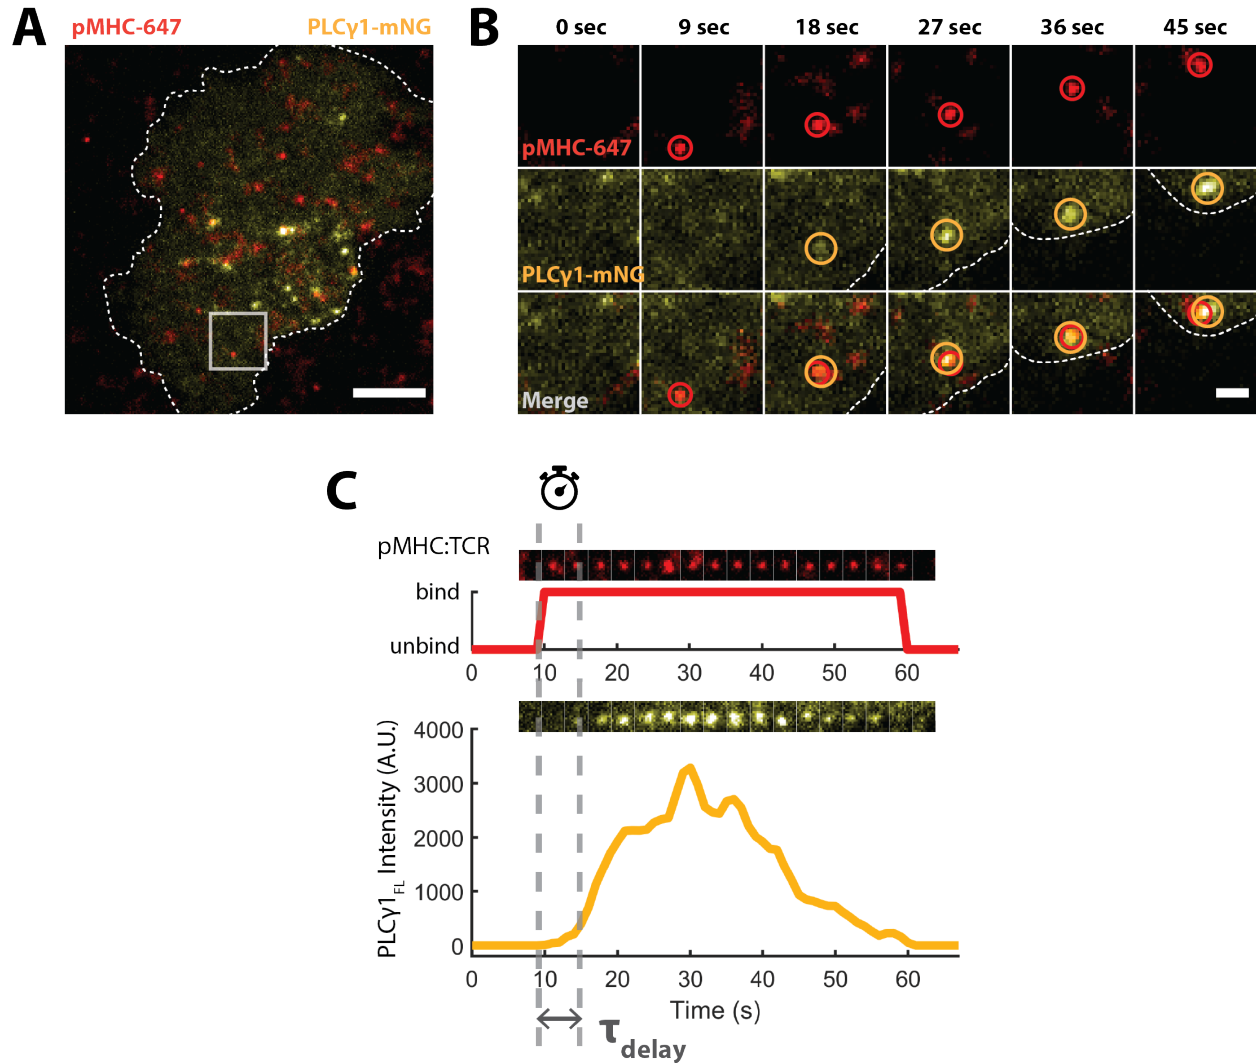 A
pMHC-647 PLCγ1-mNG
B
0 sec 9 sec 18 sec 27 sec 36 sec 45 sec
pMHC-647
PLCγ1-mNG
Merge
C
pMHC:TCR
bind
unbind
0 10 20 30 40 50 60
PLCγ1FL Intensity (A.U.)
4000
3000
2000
1000
0
0 10 20 30 40 50 60
Time (s)
τdelay